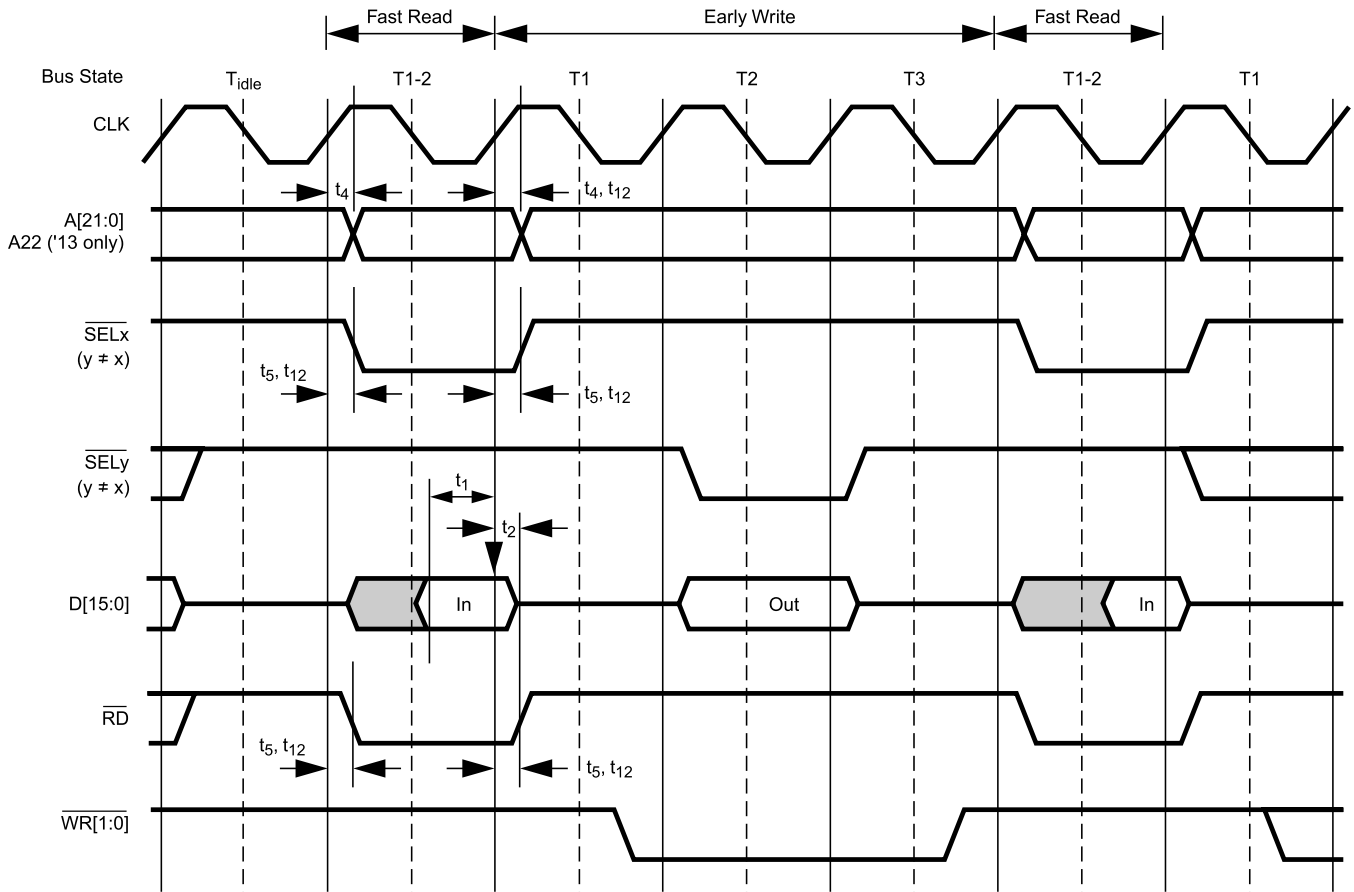 Fast Read Early Write Fast Read
Bus State Tidle T1-2 T1 T2 T3 T1-2 T1
CLK
t4 t4, t12
A[21:0]
A22 ('13 only)
SELx
(y ≠ x)
t5, t12 t5, t12
SELy
(y ≠ x)
t1
t2
D[15:0] In Out In
RD
t5, t12 t5, t12
WR[1:0]